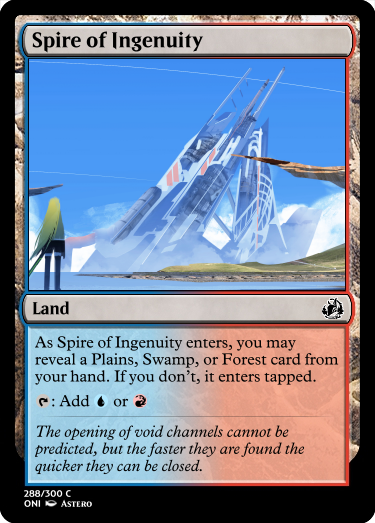 Spire of Ingenuity
Land
As Spire of Ingenuity enters, you may
reveal a Plains, Swamp, or Forest card from
your hand. If you don't, it enters tapped.
: Add or
The opening of void channels cannot be
predicted, but the faster they are found the
quicker they can be closed.
288/300 C
ONI Astero